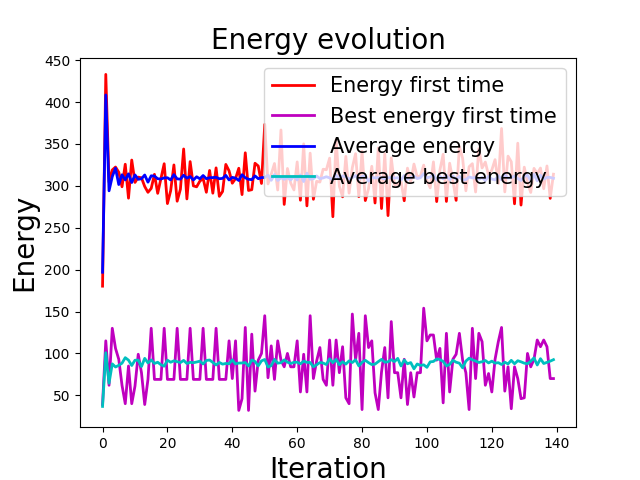 Energy evolution
450
400
350
300
250
200
150
100
50
Energy
Energy first time
Best energy first time
Average energy
Average best energy
0 20 40 60 80 100 120 140
Iteration